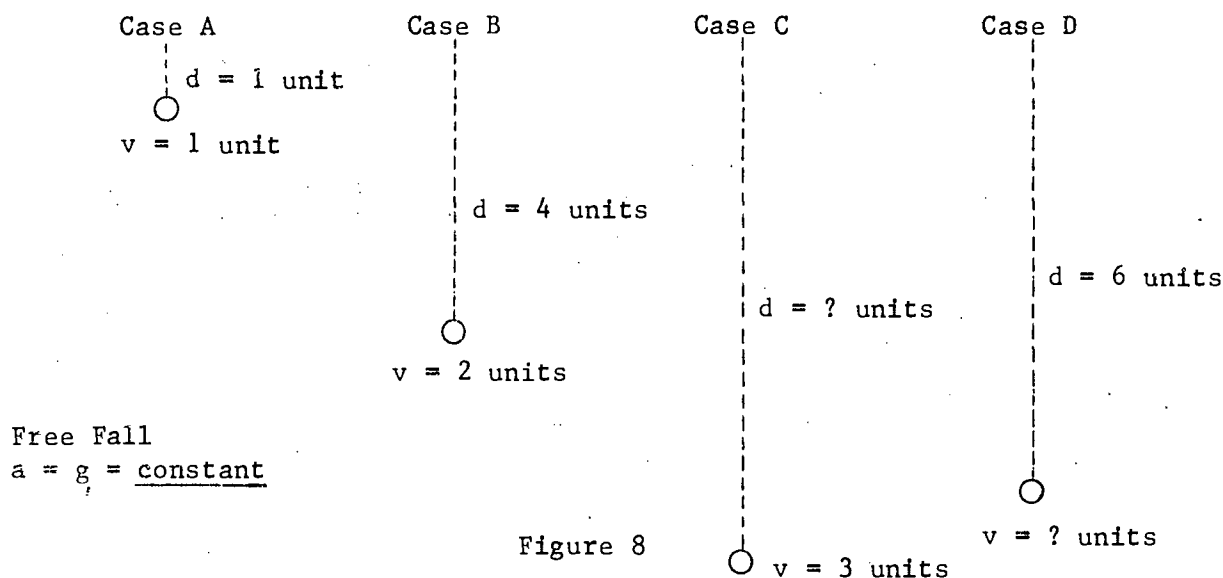 Case A Case B Case C Case D
d = 1 unit
v = 1 unit
d = 4 units
d = 6 units
d = ? units
v = 2 units
Free Fall
a = g = constant
v = ? units
Figure 8
v = 3 units